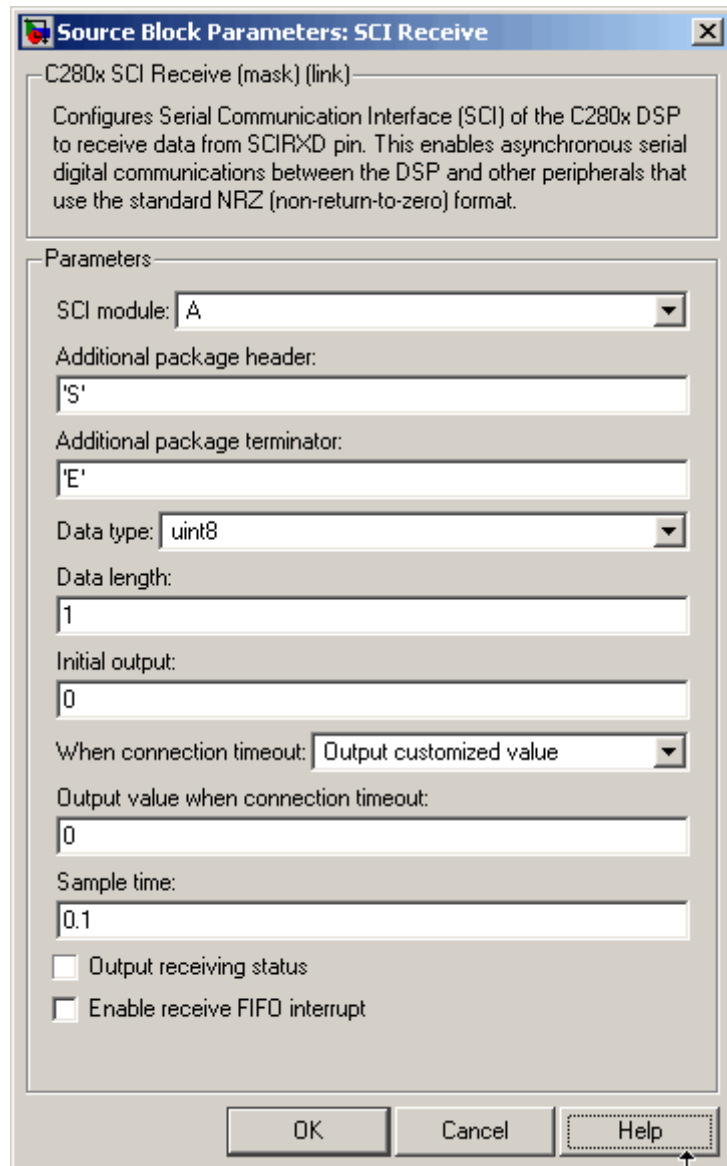 Source Block Parameters: SCI Receive
C280x SCI Receive (mask) (link)
Configures Serial Communication Interface (SCI) of the C280x DSP
to receive data from SCIRXD pin. This enables asynchronous serial
digital communications between the DSP and other peripherals that
use the standard NRZ (non-return-to-zero) format.
Parameters
SCI module: A
Additional package header:
'S'
Additional package terminator:
'E'
Data type: uint8
Data length:
1
Initial output:
0
When connection timeout: Output customized value
Output value when connection timeout:
0
Sample time:
0.1
Output receiving status
Enable receive FIFO interrupt
OK Cancel Help